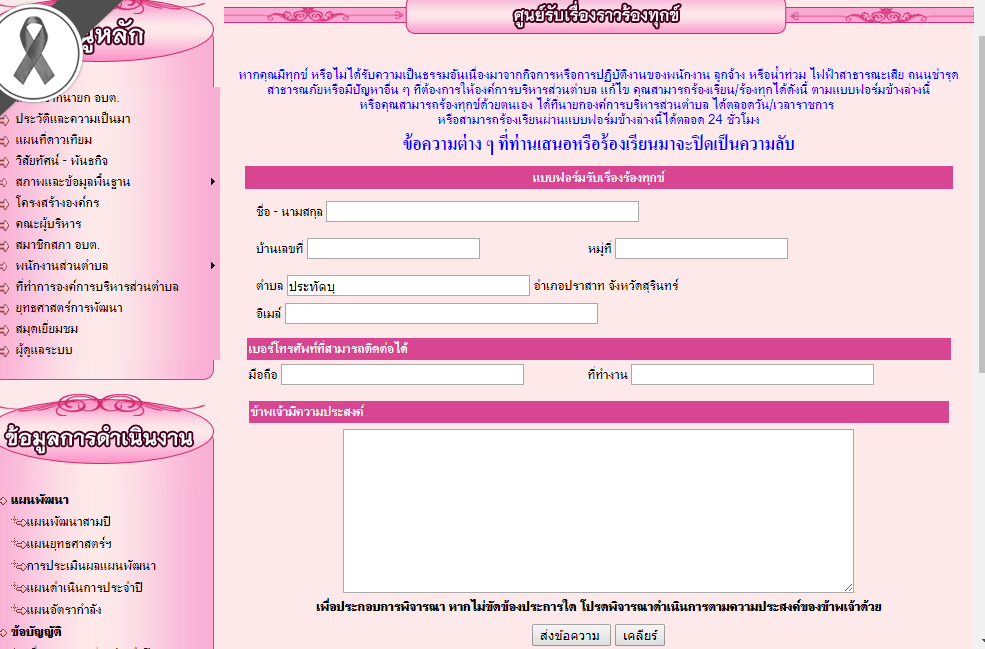 ศูนย์รับเรื่องราวร้องทุกข์
หากคุณมีทุกข์ หรือไม่ได้รับความเป็นธรรมอันเนื่องมาจากกิจการหรือการปฏิบัติงานของพนักงาน ลูกจ้าง หรือน้ำท่วม ไฟฟ้าสาธารณะเสีย ถนนชำรุด
สาธารณภัยหรือมีปัญหาอื่น ๆ ที่ต้องการให้องค์การบริหารส่วนตำบล แก้ไข คุณสามารถร้องเรียน/ร้องทุกได้ดังนี้ ตามแบบฟอร์มข้างล่างนี้
หรือคุณสามารถร้องทุกข์ด้วยตนเอง ได้ที่นายกองค์การบริหารส่วนตำบล ได้ตลอดวัน/เวลาราชการ
หรือสามารถร้องเรียนผ่านแบบฟอร์มข้างล่างนี้ได้ตลอด 24 ชั่วโมง
ข้อความต่าง ๆ ที่ท่านเสนอหรือร้องเรียนมาจะปิดเป็นความลับ
แบบฟอร์มรับเรื่องร้องทุกข์
ชื่อ - นามสกุล
บ้านเลขที่ หมู่ที่
ตำบล ประทัดบุ อำเภอปราสาท จังหวัดสุรินทร์
อีเมล์
เบอร์โทรศัพท์ที่สามารถติดต่อได้
มือถือ ที่ทำงาน
ข้าพเจ้ามีความประสงค์
เพื่อประกอบการพิจารณา หากไม่ขัดข้องประการใด โปรดพิจารณาดำเนินการตามความประสงค์ของข้าพเจ้าด้วย
ส่งข้อความ เคลียร์
นายก อบต.
ประวัติและความเป็นมา
แผนที่ดาวเทียม
วิสัยทัศน์ - พันธกิจ
สภาพและข้อมูลพื้นฐาน
โครงสร้างองค์กร
คณะผู้บริหาร
สมาชิกสภา อบต.
พนักงานส่วนตำบล
ที่ทำการองค์การบริหารส่วนตำบล
ยุทธศาสตร์การพัฒนา
สมุดเยี่ยมชม
ผู้ดูแลระบบ
ข้อมูลการดำเนินงาน
แผนพัฒนา
แผนพัฒนาสามปี
แผนยุทธศาสตร์ฯ
การประเมินผลแผนพัฒนา
แผนดำเนินการประจำปี
แผนอัตรากำลัง
ข้อบัญญัติ